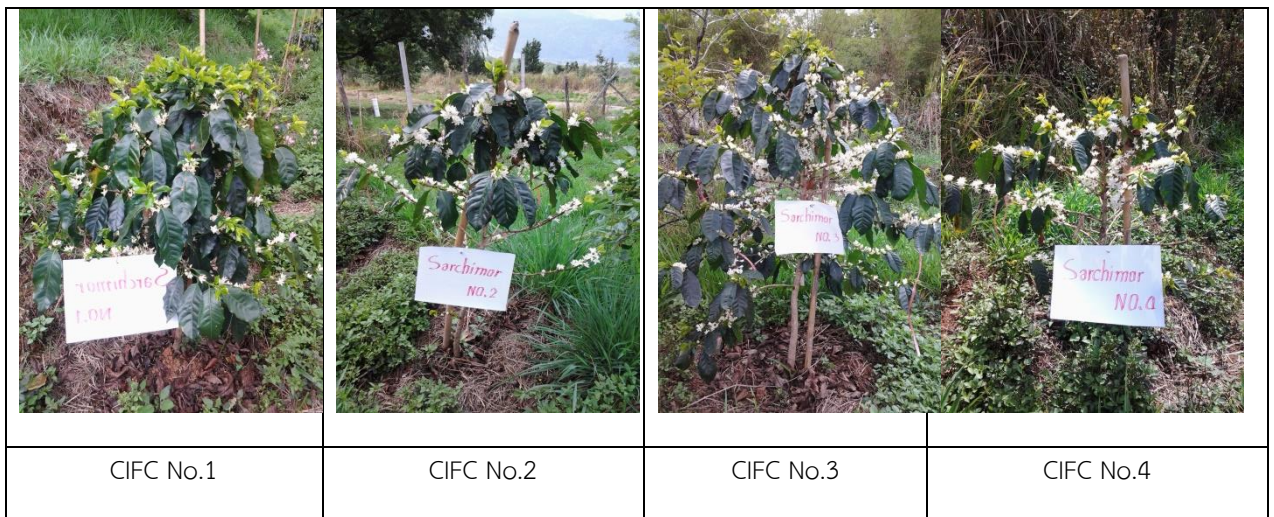 Sarchimor
NO.1
Sarchimor
NO.2
Sarchimor
NO.3
Sarchimor
NO.a
CIFC No.1
CIFC No.2
CIFC No.3
CIFC No.4